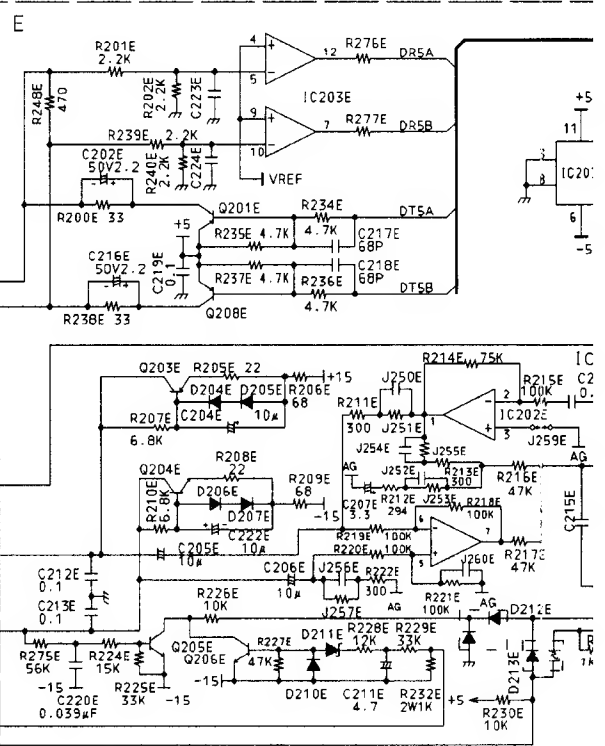 E
R201E
2.2K
R248E
470
R202E
2.2K
C223E
4
5
12
R276E
DR5A
IC203E
9
10
7
R277E
DR5B
R239E 2.2K
C202E
50V2.2
R240E
2.2K
C224E
VREF
+5
11
8
6
-5
R200E 33
Q201E
+5
R234E
4.7K
DT5A
R235E 4.7K
C217E
68P
C216E
50V2.2
C219E
0.1
C218E
68P
R237E 4.7K
R236E
4.7K
DT5B
R238E 33
Q208E
Q203E
R205E 22
D204E D205E
C204E
10μ
R206E
68
+15
R207E
6.8K
R214E 75K
J250E
R211E
300
J251E
1
2
3
IC202E
R215E
100K
J259E
AG
J254E
J255E
Q204E
R208E
22
D206E
D207E
R210E
6.8K
C222E
10μ
R209E
68
-15
AG
C207E
3.3
J252E
R212E
294
R213E
300
J253E
R216E
47K
C215E
R218E
100K
6
5
7
R217E
47K
R219E 100K
R220E 100K
C205E
10μ
C206E
10μ
J256E
J257E
R222E
300
AG
J260E
R221E
100K
AG
C212E
0.1
C213E
0.1
R226E
10K
D212E
R275E
56K
R224E
15K
Q205E
Q206E
R227E
47K
D211E
R228E
12K
R229E
33K
D213E
-15
C220E
0.039μF
R225E
33K
-15
-15
D210E
C211E
4.7
R232E
2W1K
+5
R230E
10K